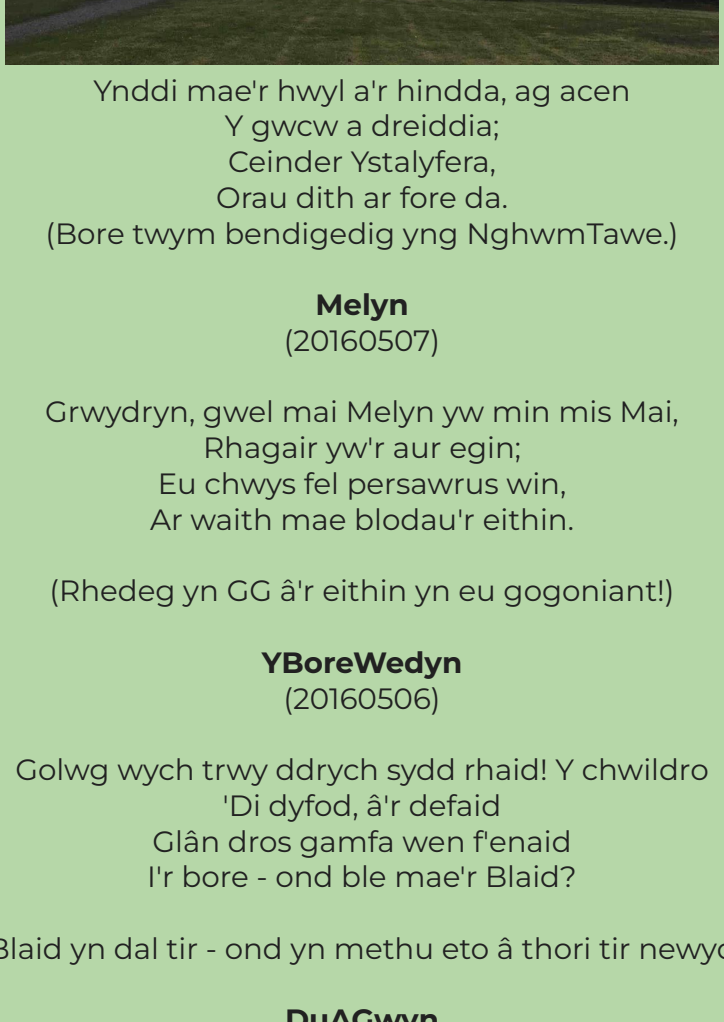 Ynddi mae'r hwyl a'r hindda, ag acen
Y gwcw a dreiddia;
Ceinder Ystalyfera,
Orau dith ar fore da.
(Bore twym bendigedig yng NghwmTawe.)
Melyn
(20160507)
Grwydryn, gwel mai Melyn yw min mis Mai,
Rhagair yw'r aur egin;
Eu chwys fel persawrus win,
Ar waith mae blodau'r eithin.
(Rhedeg yn GG â'r eithin yn eu gogoniant!)
YBoreWedyn
(20160506)
Golwg wych trwy ddrych sydd rhaid! Y chwildro
'Di dyfod, â'r defaid
Glân dros gamfa wen f'enaid
I'r bore - ond ble mae'r Blaid?
Blaid yn dal tir - ond yn methu eto â thori tir newyd
DuAGwyn